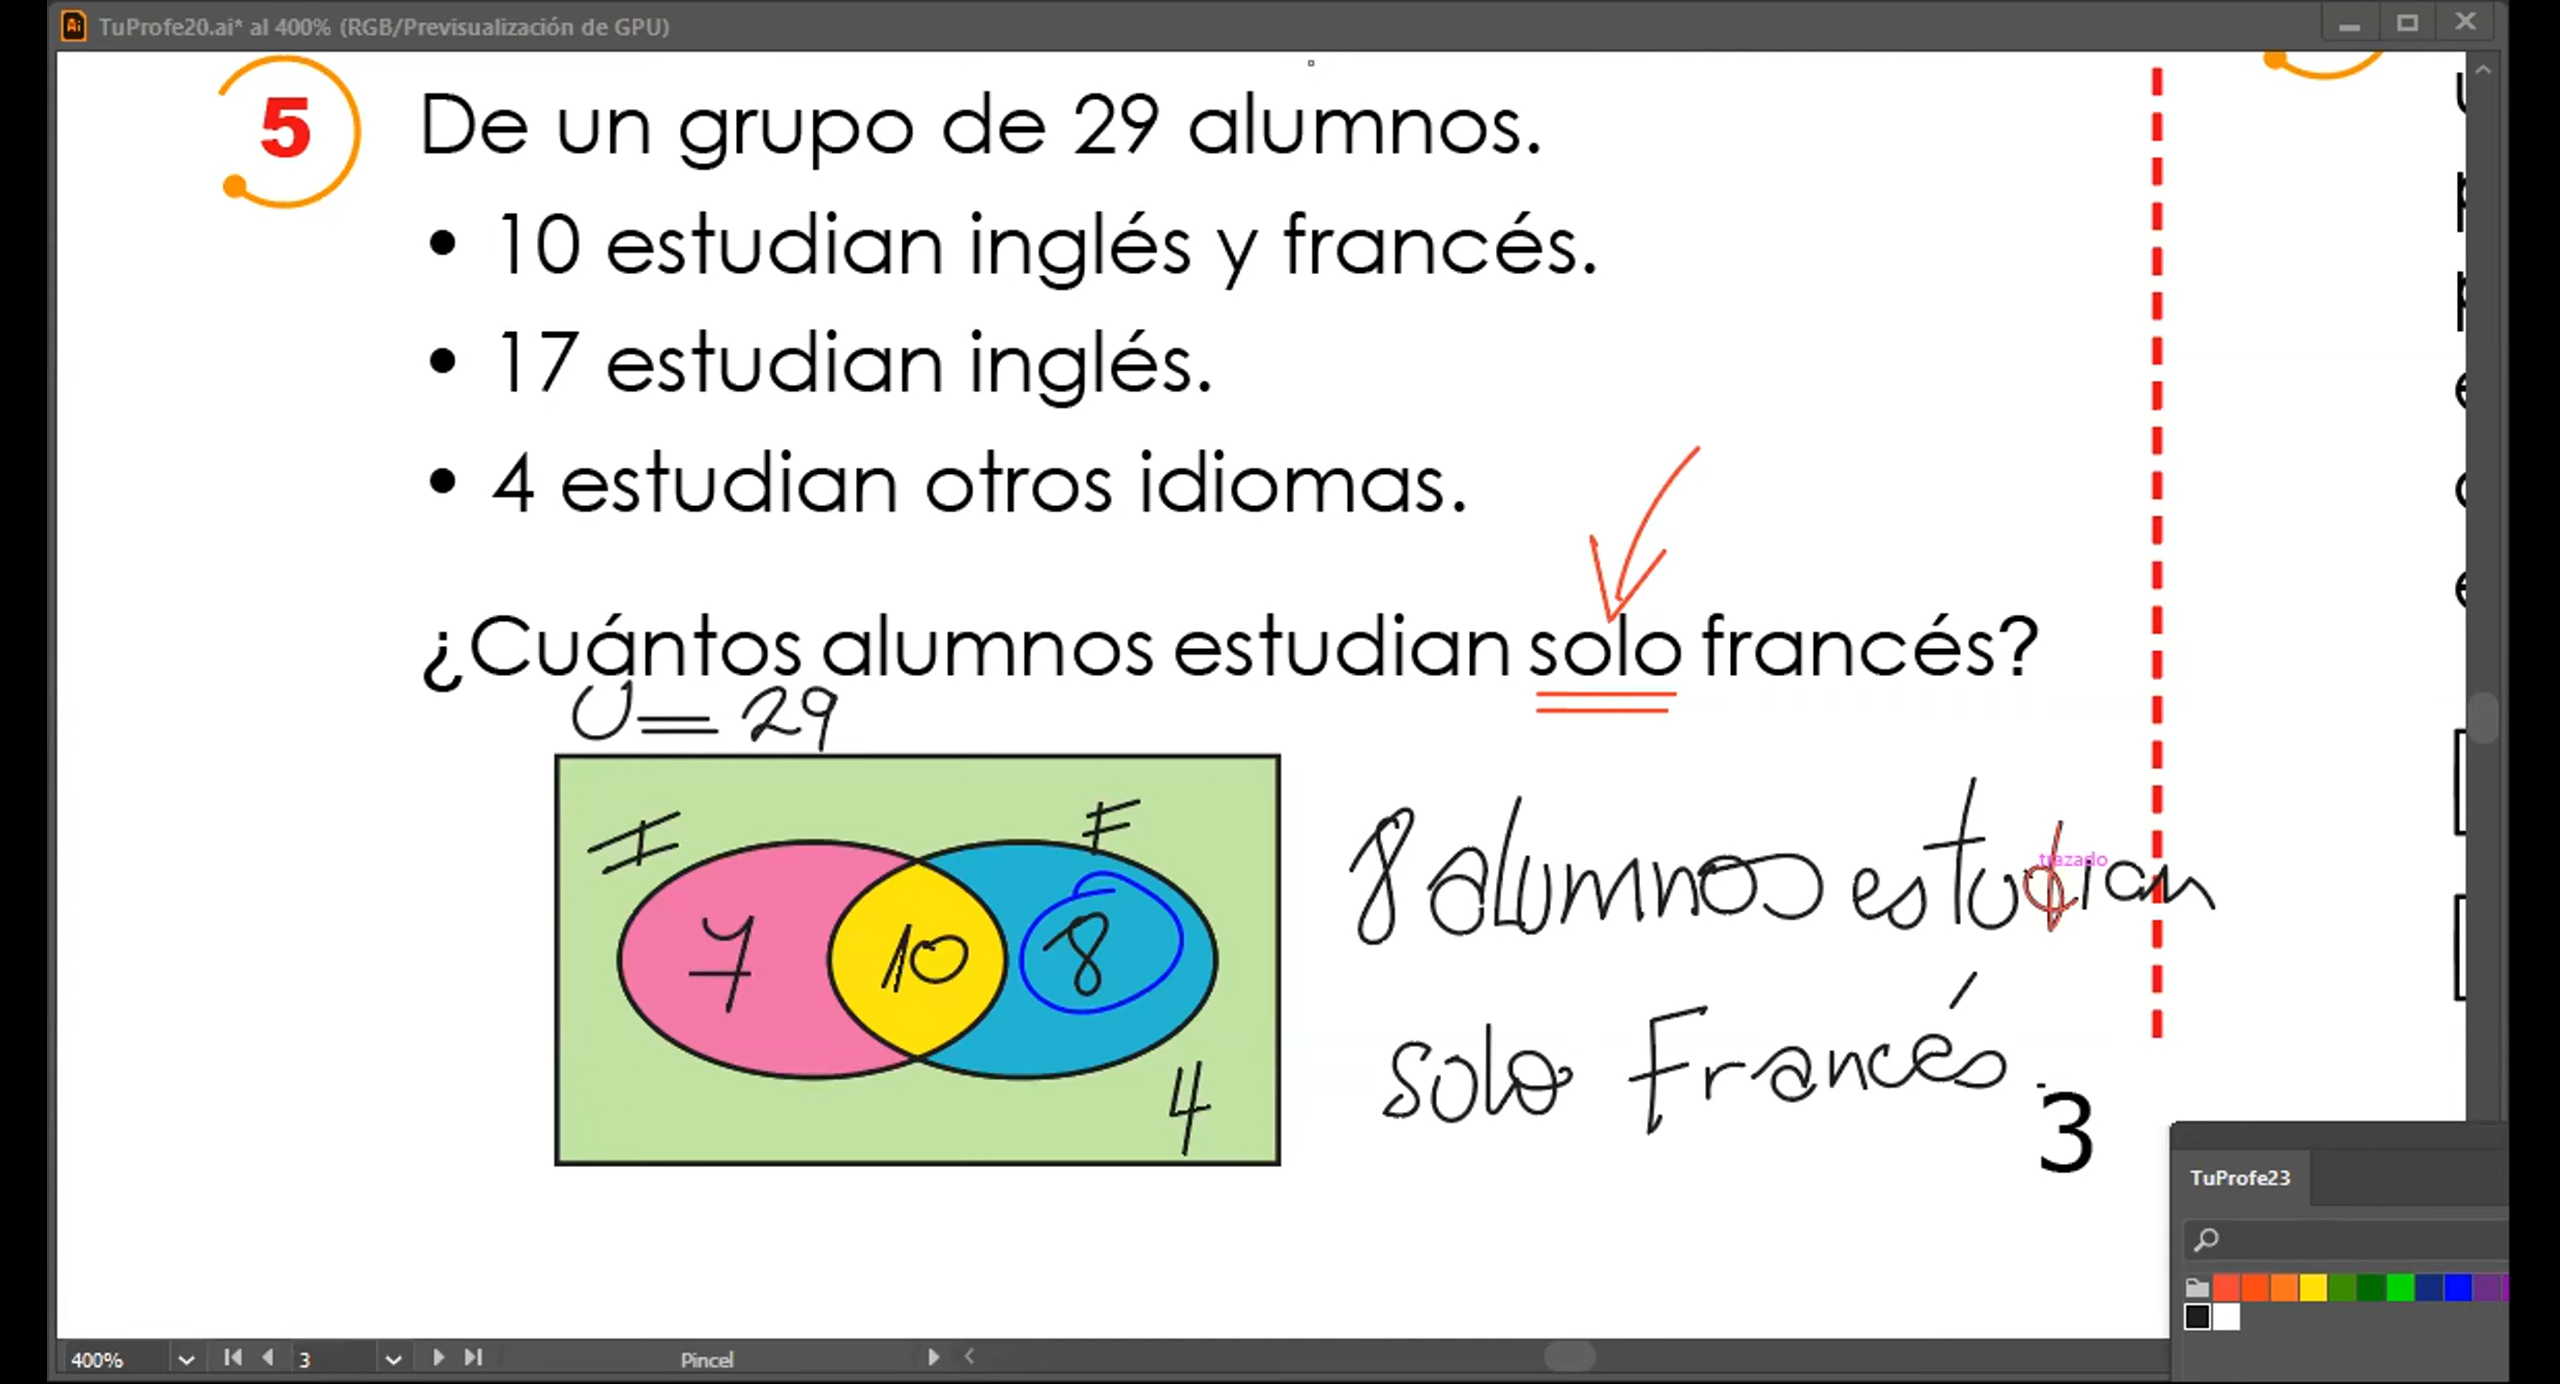 TuProfe20.ai* al 400% (RGB/Previsualización de GPU)
5
De un grupo de 29 alumnos.
• 10 estudian inglés y francés.
• 17 estudian inglés.
• 4 estudian otros idiomas.
¿Cuántos alumnos estudian solo francés?
U = 29
I
F
7
10
8
4
8 alumnos estudian
trazado
solo Francés.
3
TuProfe23
400%
3
Pincel